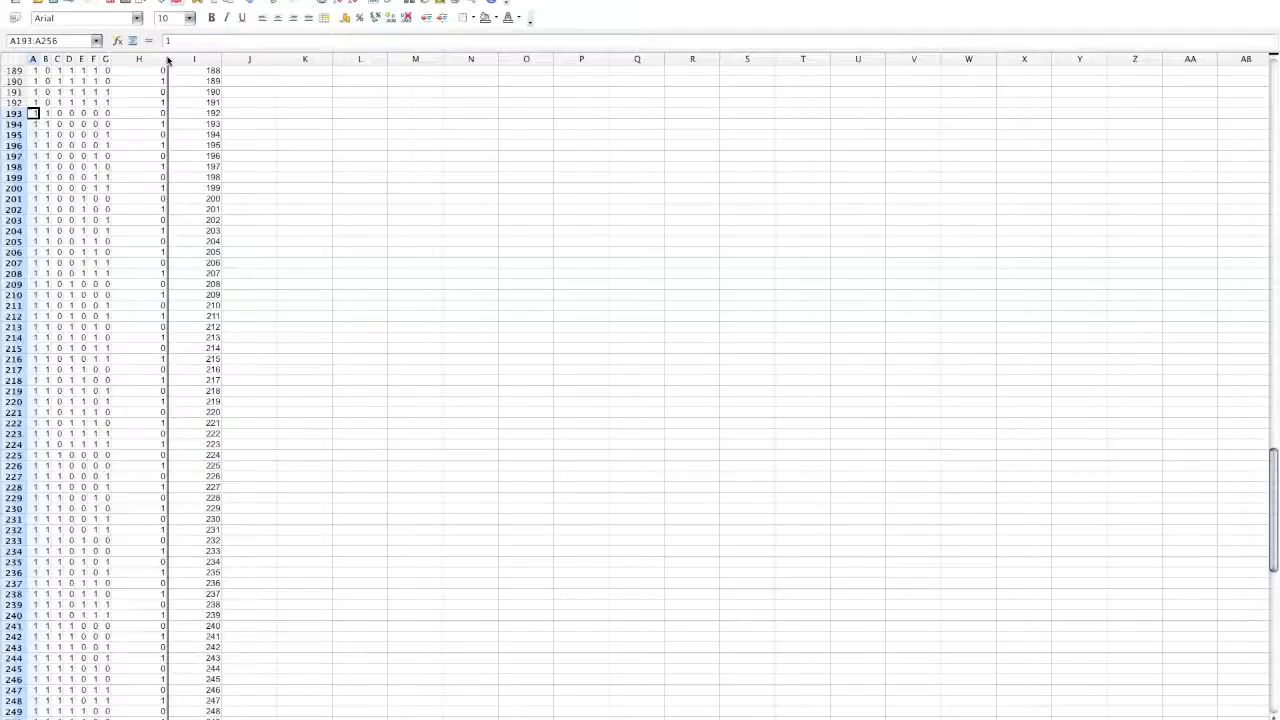 Arial 10 B I U % 
A193:A256 fx Σ = 1
A B C D E F G H I J K L M N O P Q R S T U V W X Y Z AA AB
189 1 0 1 1 1 1 0 0 188
190 1 0 1 1 1 1 0 1 189
191 1 0 1 1 1 1 1 0 190
192 1 0 1 1 1 1 1 1 191
193 1 1 0 0 0 0 0 0 192
194 1 1 0 0 0 0 0 1 193
195 1 1 0 0 0 0 1 0 194
196 1 1 0 0 0 0 1 1 195
197 1 1 0 0 0 1 0 0 196
198 1 1 0 0 0 1 0 1 197
199 1 1 0 0 0 1 1 0 198
200 1 1 0 0 0 1 1 1 199
201 1 1 0 0 1 0 0 0 200
202 1 1 0 0 1 0 0 1 201
203 1 1 0 0 1 0 1 0 202
204 1 1 0 0 1 0 1 1 203
205 1 1 0 0 1 1 0 0 204
206 1 1 0 0 1 1 0 1 205
207 1 1 0 0 1 1 1 0 206
208 1 1 0 0 1 1 1 1 207
209 1 1 0 1 0 0 0 0 208
210 1 1 0 1 0 0 0 1 209
211 1 1 0 1 0 0 1 0 210
212 1 1 0 1 0 0 1 1 211
213 1 1 0 1 0 1 0 0 212
214 1 1 0 1 0 1 0 1 213
215 1 1 0 1 0 1 1 0 214
216 1 1 0 1 0 1 1 1 215
217 1 1 0 1 1 0 0 0 216
218 1 1 0 1 1 0 0 1 217
219 1 1 0 1 1 0 1 0 218
220 1 1 0 1 1 0 1 1 219
221 1 1 0 1 1 1 0 0 220
222 1 1 0 1 1 1 0 1 221
223 1 1 0 1 1 1 1 0 222
224 1 1 0 1 1 1 1 1 223
225 1 1 1 0 0 0 0 0 224
226 1 1 1 0 0 0 0 1 225
227 1 1 1 0 0 0 1 0 226
228 1 1 1 0 0 0 1 1 227
229 1 1 1 0 0 1 0 0 228
230 1 1 1 0 0 1 0 1 229
231 1 1 1 0 0 1 1 0 230
232 1 1 1 0 0 1 1 1 231
233 1 1 1 0 1 0 0 0 232
234 1 1 1 0 1 0 0 1 233
235 1 1 1 0 1 0 1 0 234
236 1 1 1 0 1 0 1 1 235
237 1 1 1 0 1 1 0 0 236
238 1 1 1 0 1 1 0 1 237
239 1 1 1 0 1 1 1 0 238
240 1 1 1 0 1 1 1 1 239
241 1 1 1 1 0 0 0 0 240
242 1 1 1 1 0 0 0 1 241
243 1 1 1 1 0 0 1 0 242
244 1 1 1 1 0 0 1 1 243
245 1 1 1 1 0 1 0 0 244
246 1 1 1 1 0 1 0 1 245
247 1 1 1 1 0 1 1 0 246
248 1 1 1 1 0 1 1 1 247
249 1 1 1 1 1 0 0 0 248